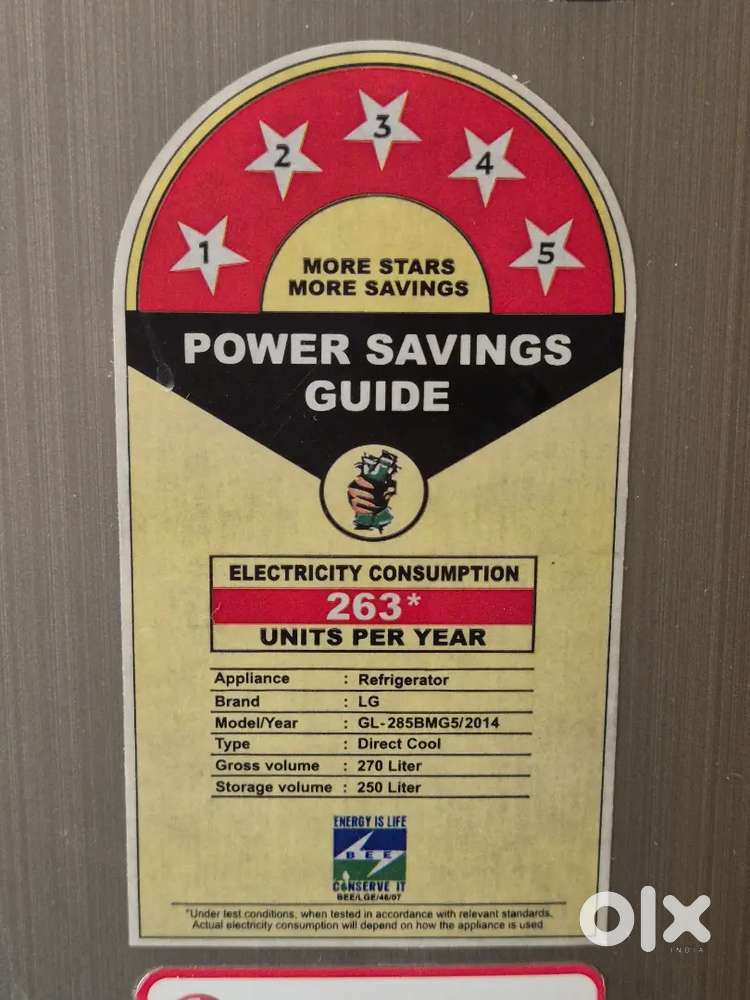 1 2 3 4 5
MORE STARS
MORE SAVINGS
POWER SAVINGS
GUIDE
ELECTRICITY CONSUMPTION
263*
UNITS PER YEAR
Appliance : Refrigerator
Brand : LG
Model/Year : GL-285BMG5/2014
Type : Direct Cool
Gross volume : 270 Liter
Storage volume : 250 Liter
ENERGY IS LIFE
BEE
CONSERVE IT
BEE/LGE/46/07
*Under test conditions, when tested in accordance with relevant standards.
Actual electricity consumption will depend on how the appliance is used
olx
INDIA